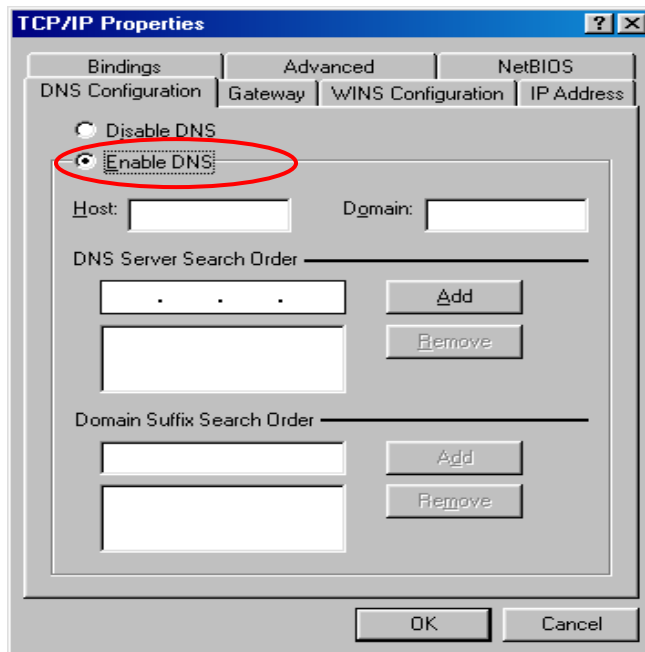 TCP/IP Properties
Bindings Advanced NetBIOS
DNS Configuration Gateway WINS Configuration IP Address
Disable DNS
Enable DNS
Host: Domain:
DNS Server Search Order
. . .
Add
Remove
Domain Suffix Search Order
Add
Remove
OK Cancel